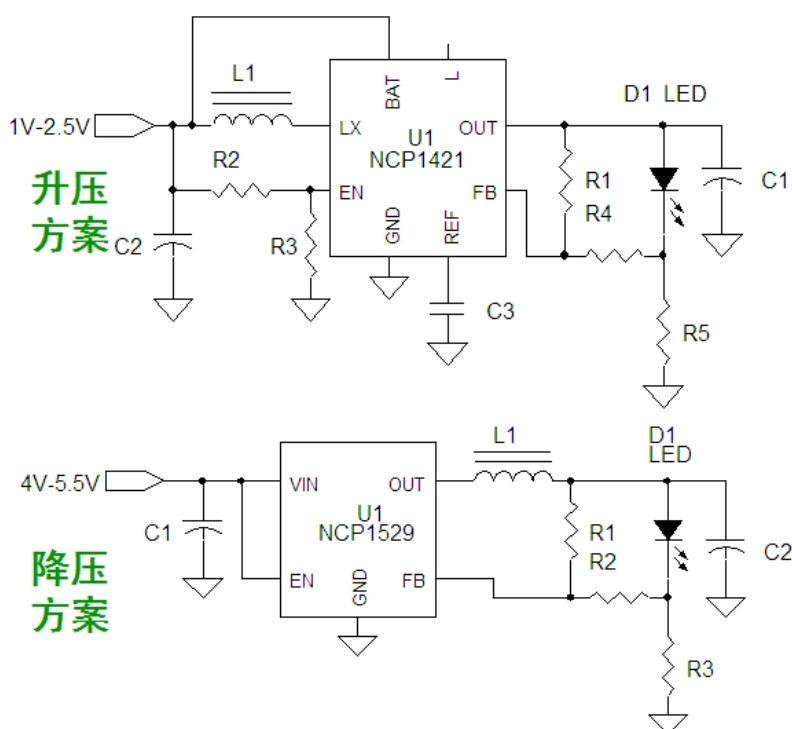 L1
BAT
L
D1 LED
1V-2.5V
LX
OUT
U1
NCP1421
升压
方案
R2
R1
C1
EN
FB
R4
C2
R3
GND
REF
C3
R5
L1
D1
LED
4V-5.5V
VIN
OUT
C1
U1
NCP1529
R1
R2
C2
降压
方案
EN
GND
FB
R3